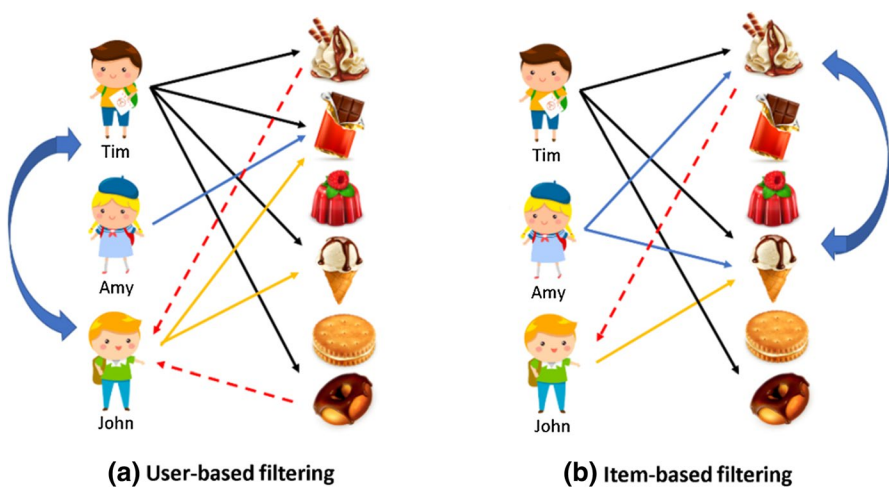 Tim
Amy
John
(a) User-based filtering
Tim
Amy
John
(b) Item-based filtering